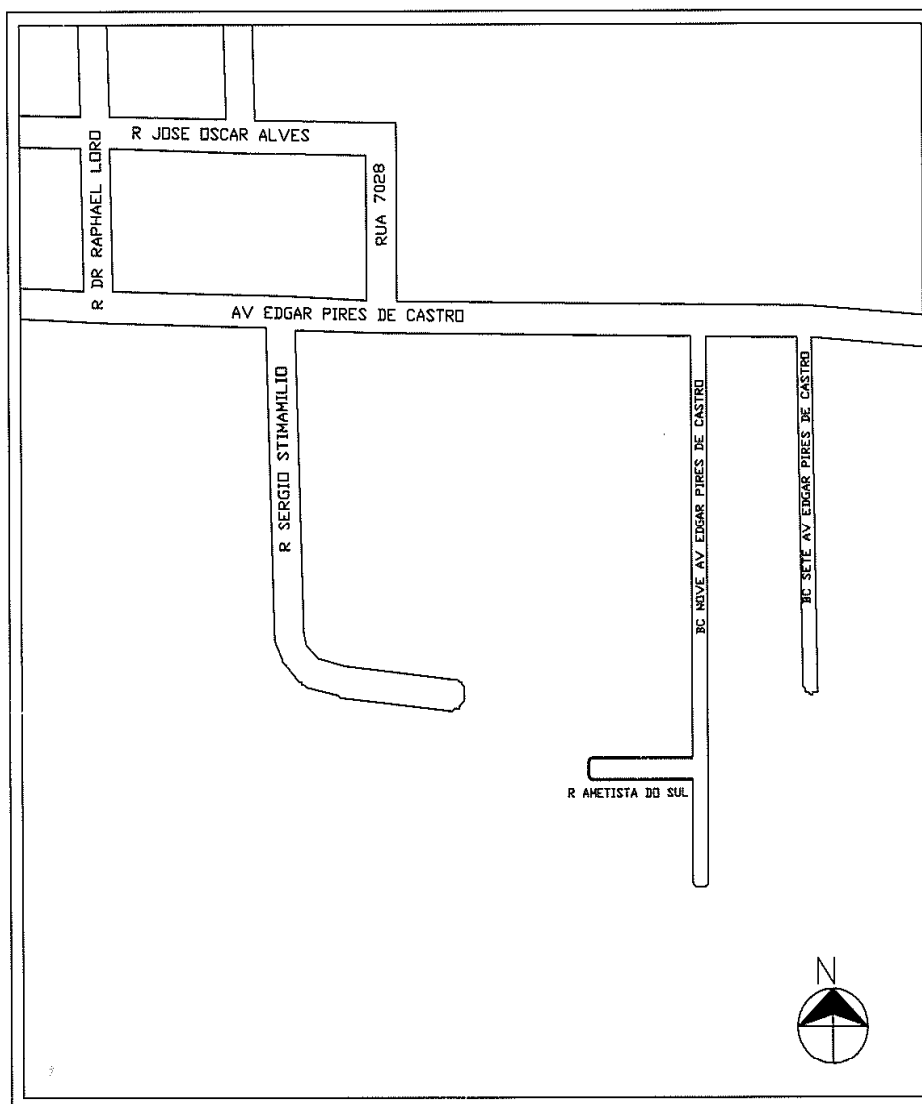 R JOSE OSCAR ALVES
R DR RAPHAEL LORO
RUA 7028
AV EDGAR PIRES DE CASTRO
R SERGIO STIMAMILIO
BC NOVE AV EDGAR PIRES DE CASTRO
BC SETE AV EDGAR PIRES DE CASTRO
R AMETISTA DO SUL
N